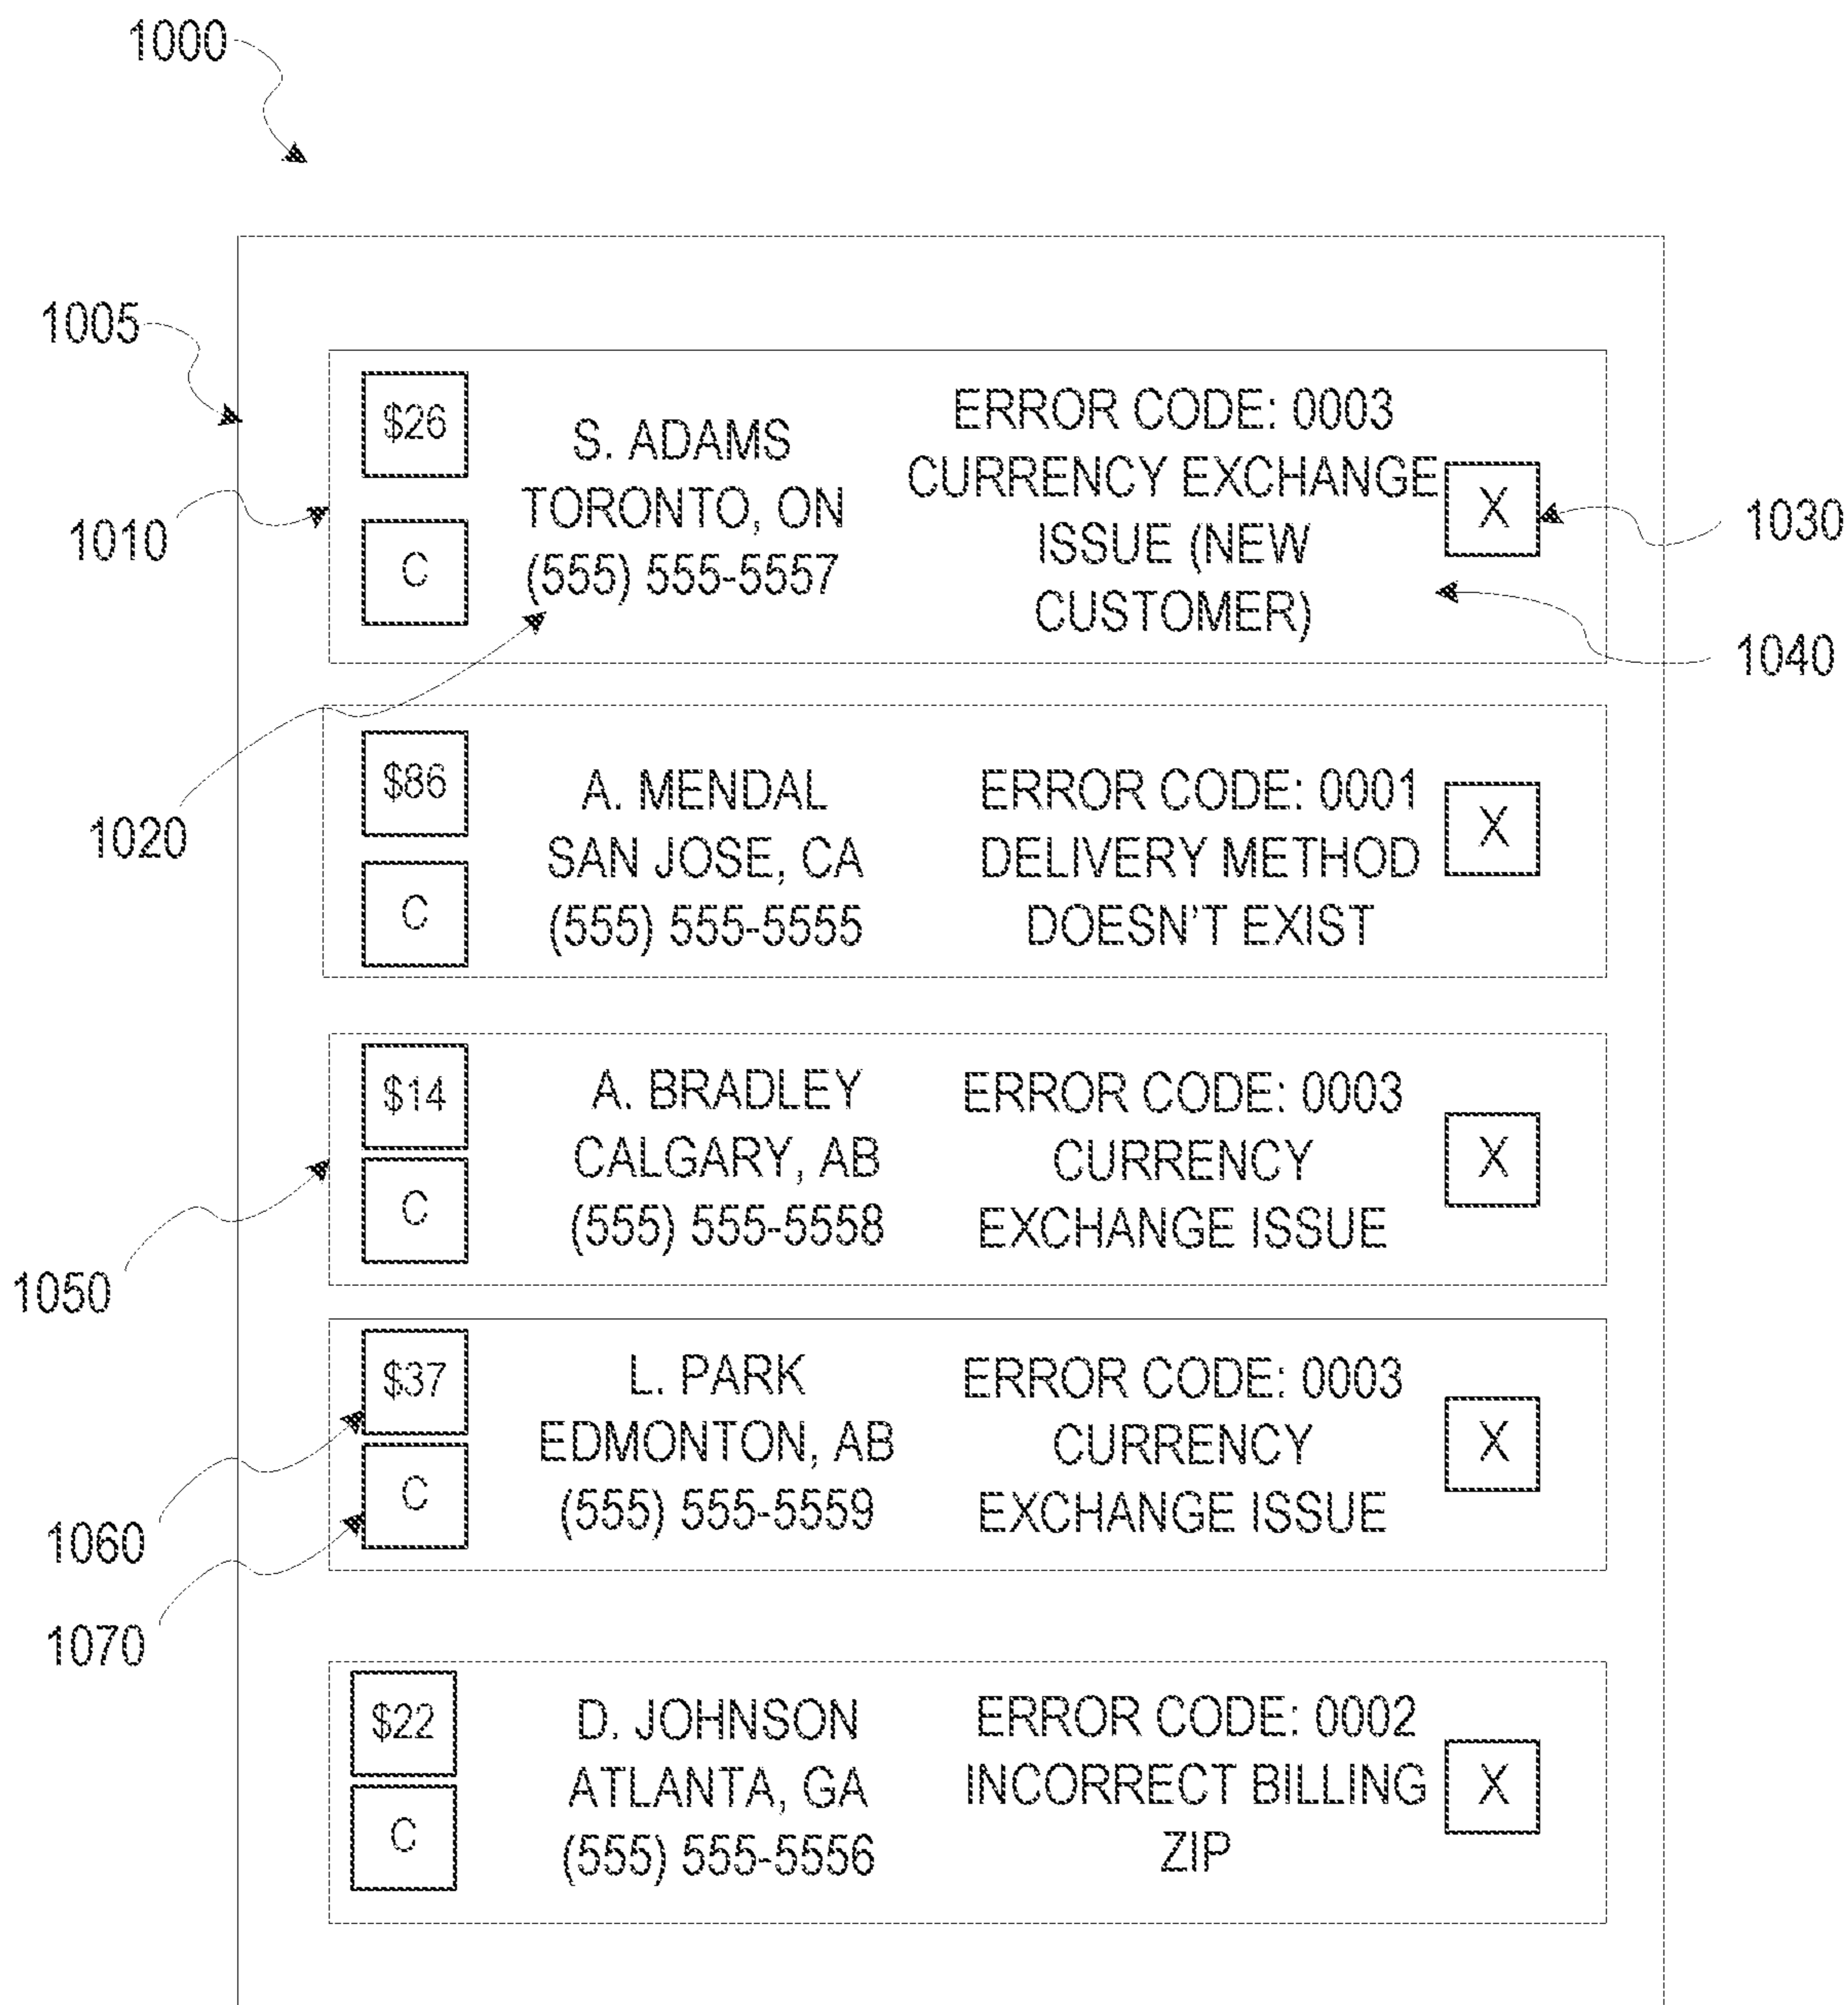 1000
1005
1010
$26
C
S. ADAMS
TORONTO, ON
(555) 555-5557
ERROR CODE: 0003
CURRENCY EXCHANGE
ISSUE (NEW
CUSTOMER)
X
1030
1040
1020
$86
C
A. MENDAL
SAN JOSE, CA
(555) 555-5555
ERROR CODE: 0001
DELIVERY METHOD
DOESN'T EXIST
X
1050
$14
C
A. BRADLEY
CALGARY, AB
(555) 555-5558
ERROR CODE: 0003
CURRENCY
EXCHANGE ISSUE
X
1060
1070
$37
C
L. PARK
EDMONTON, AB
(555) 555-5559
ERROR CODE: 0003
CURRENCY
EXCHANGE ISSUE
X
$22
C
D. JOHNSON
ATLANTA, GA
(555) 555-5556
ERROR CODE: 0002
INCORRECT BILLING
ZIP
X